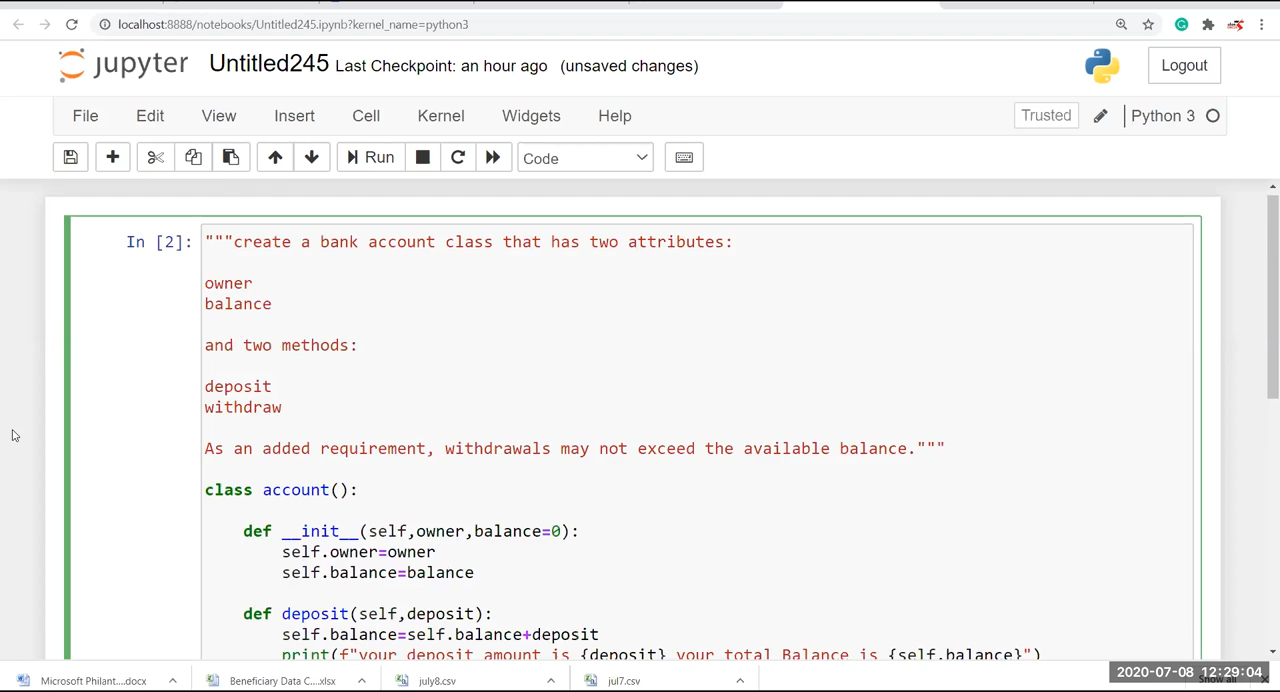 localhost:8888/notebooks/Untitled245.ipynb?kernel_name=python3
jupyter Untitled245 Last Checkpoint: an hour ago (unsaved changes)
Logout
File Edit View Insert Cell Kernel Widgets Help
Trusted Python 3
Run Code
In [2]: """create a bank account class that has two attributes:
owner
balance
and two methods:
deposit
withdraw
As an added requirement, withdrawals may not exceed the available balance."""
class account():
def __init__(self,owner,balance=0):
self.owner=owner
self.balance=balance
def deposit(self,deposit):
self.balance=self.balance+deposit
print(f"your deposit amount is {deposit} your total Balance is {self.balance}")
Microsoft Philant....docx
Beneficiary Data C....xlsx
july8.csv
jul7.csv
Show all
2020-07-08 12:29:04